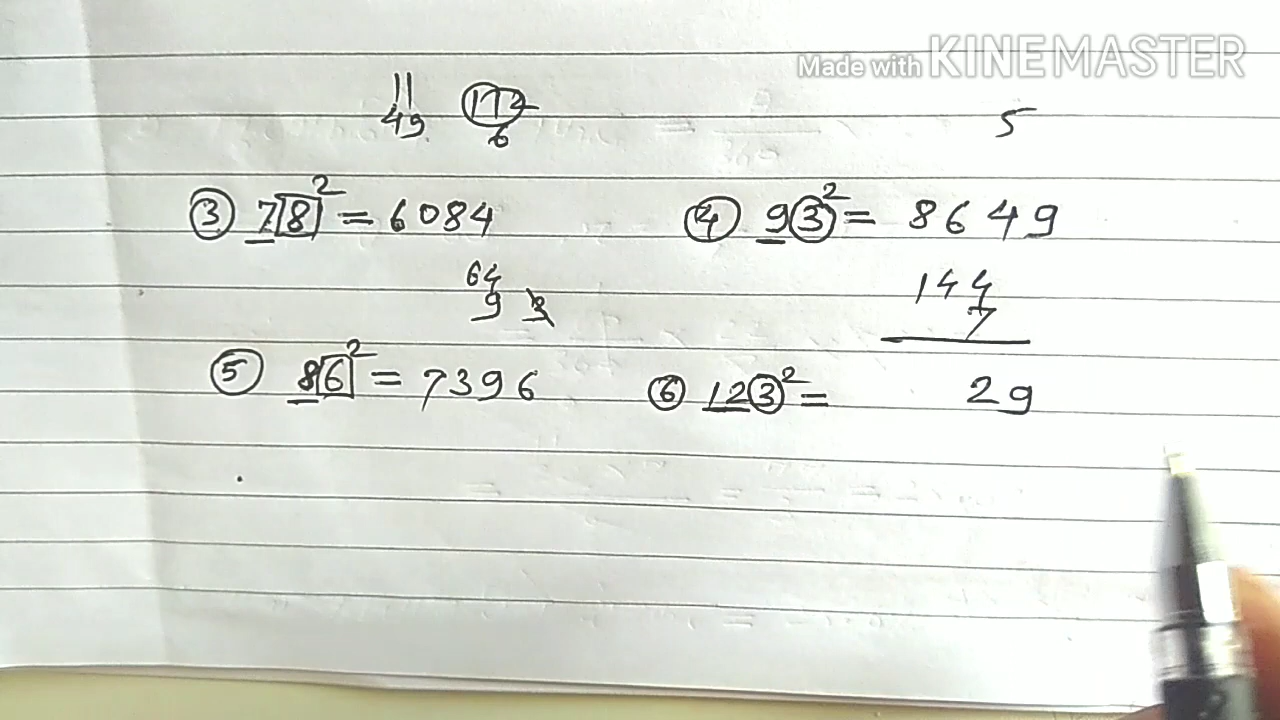 Made with KINEMASTER
11
49 112 5
6
③ 78² = 6084 ④ 93² = 8649
64 144
9 3 7
⑤ 86² = 7396 ⑥ 123² = 29